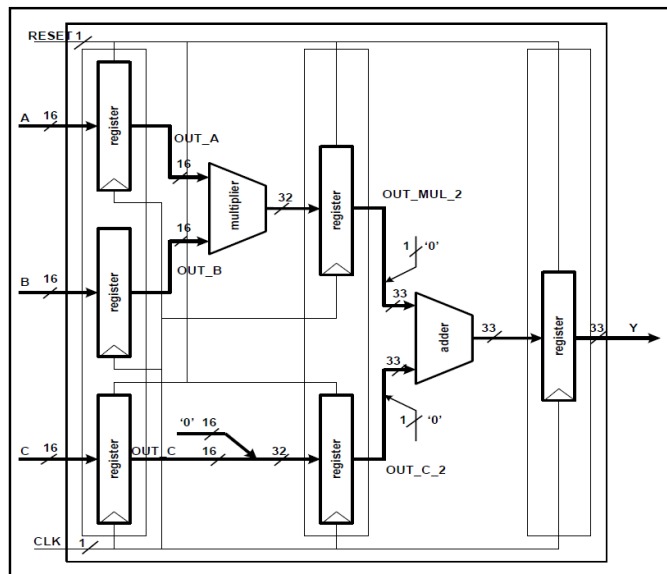 RESET 1
A 16
register
OUT_A
16
multiplier
32
register
OUT_MUL_2
1 '0'
16
OUT_B
B 16
register
33
adder
33
register
33 Y
33
1 '0'
C 16
register
OUT_C
'0' 16
16
32
register
OUT_C_2
CLK 1